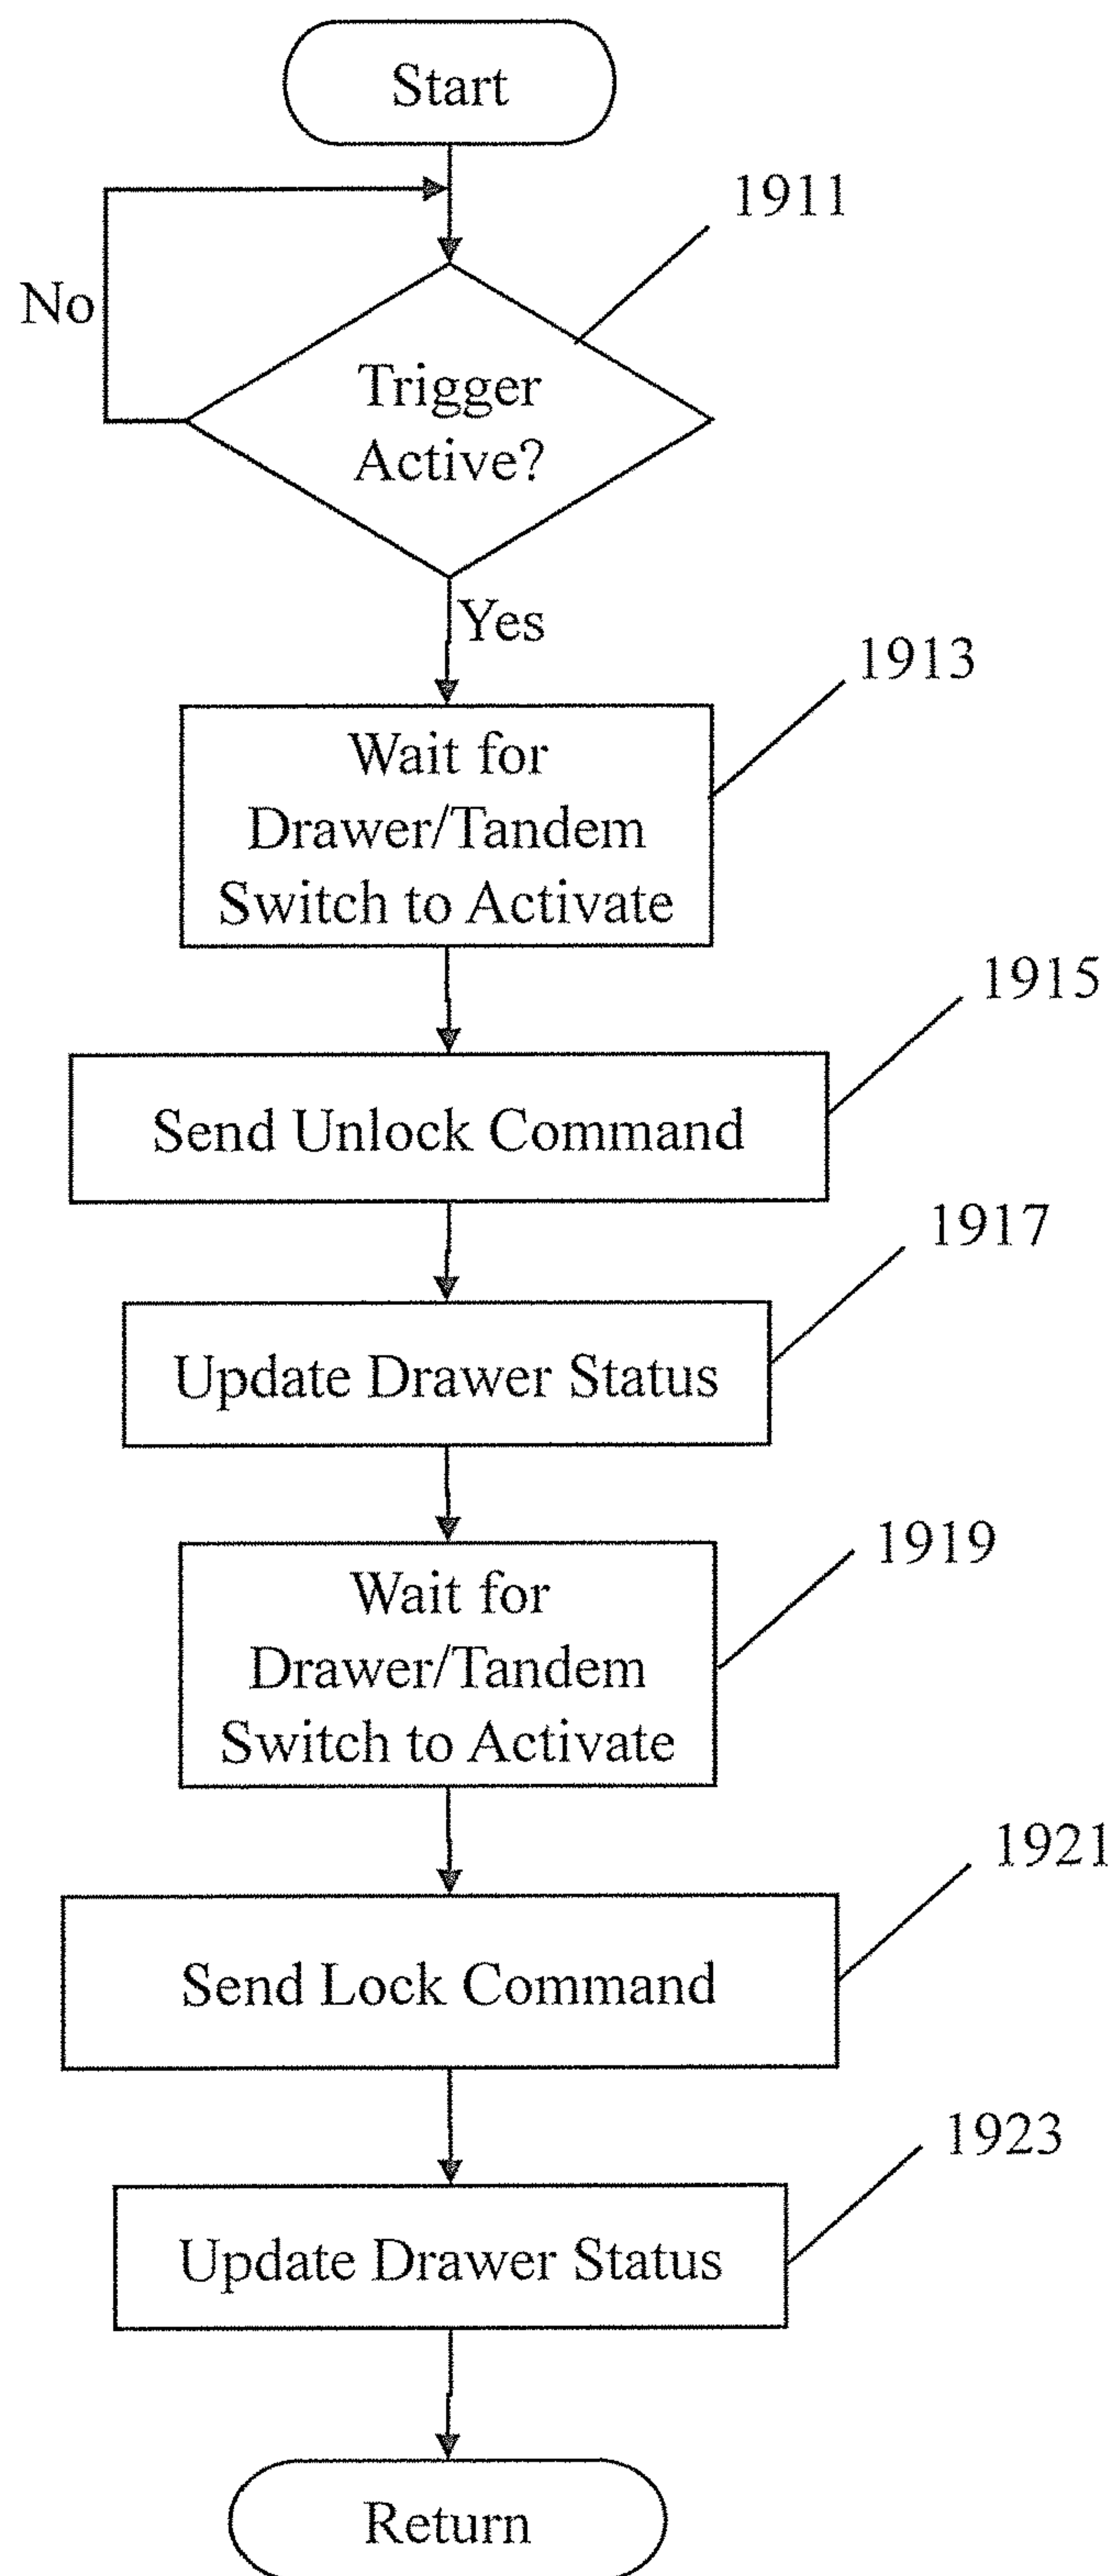 Start
1911
No
Trigger
Active?
Yes
1913
Wait for
Drawer/Tandem
Switch to Activate
1915
Send Unlock Command
1917
Update Drawer Status
1919
Wait for
Drawer/Tandem
Switch to Activate
1921
Send Lock Command
1923
Update Drawer Status
Return